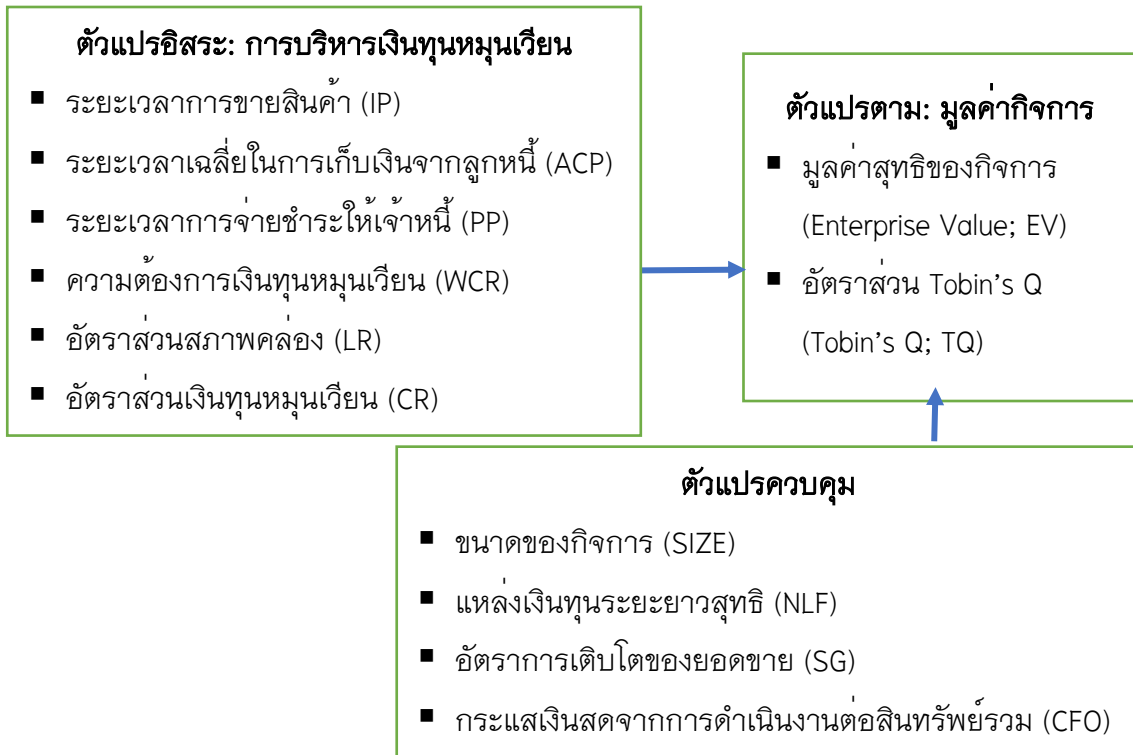 ตัวแปรอิสระ: การบริหารเงินทุนหมุนเวียน
▪ ระยะเวลาการขายสินค้า (IP)
▪ ระยะเวลาเฉลี่ยในการเก็บเงินจากลูกหนี้ (ACP)
▪ ระยะเวลาการจ่ายชำระให้เจ้าหนี้ (PP)
▪ ความต้องการเงินทุนหมุนเวียน (WCR)
▪ อัตราส่วนสภาพคล่อง (LR)
▪ อัตราส่วนเงินทุนหมุนเวียน (CR)
ตัวแปรตาม: มูลค่ากิจการ
▪ มูลค่าสุทธิของกิจการ
(Enterprise Value; EV)
▪ อัตราส่วน Tobin’s Q
(Tobin’s Q; TQ)
ตัวแปรควบคุม
▪ ขนาดของกิจการ (SIZE)
▪ แหล่งเงินทุนระยะยาวสุทธิ (NLF)
▪ อัตราการเติบโตของยอดขาย (SG)
▪ กระแสเงินสดจากการดำเนินงานต่อสินทรัพย์รวม (CFO)